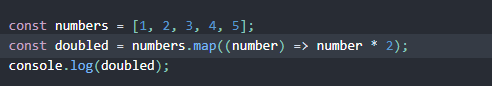 const numbers = [1, 2, 3, 4, 5];
const doubled = numbers.map((number) => number * 2);
console.log(doubled);